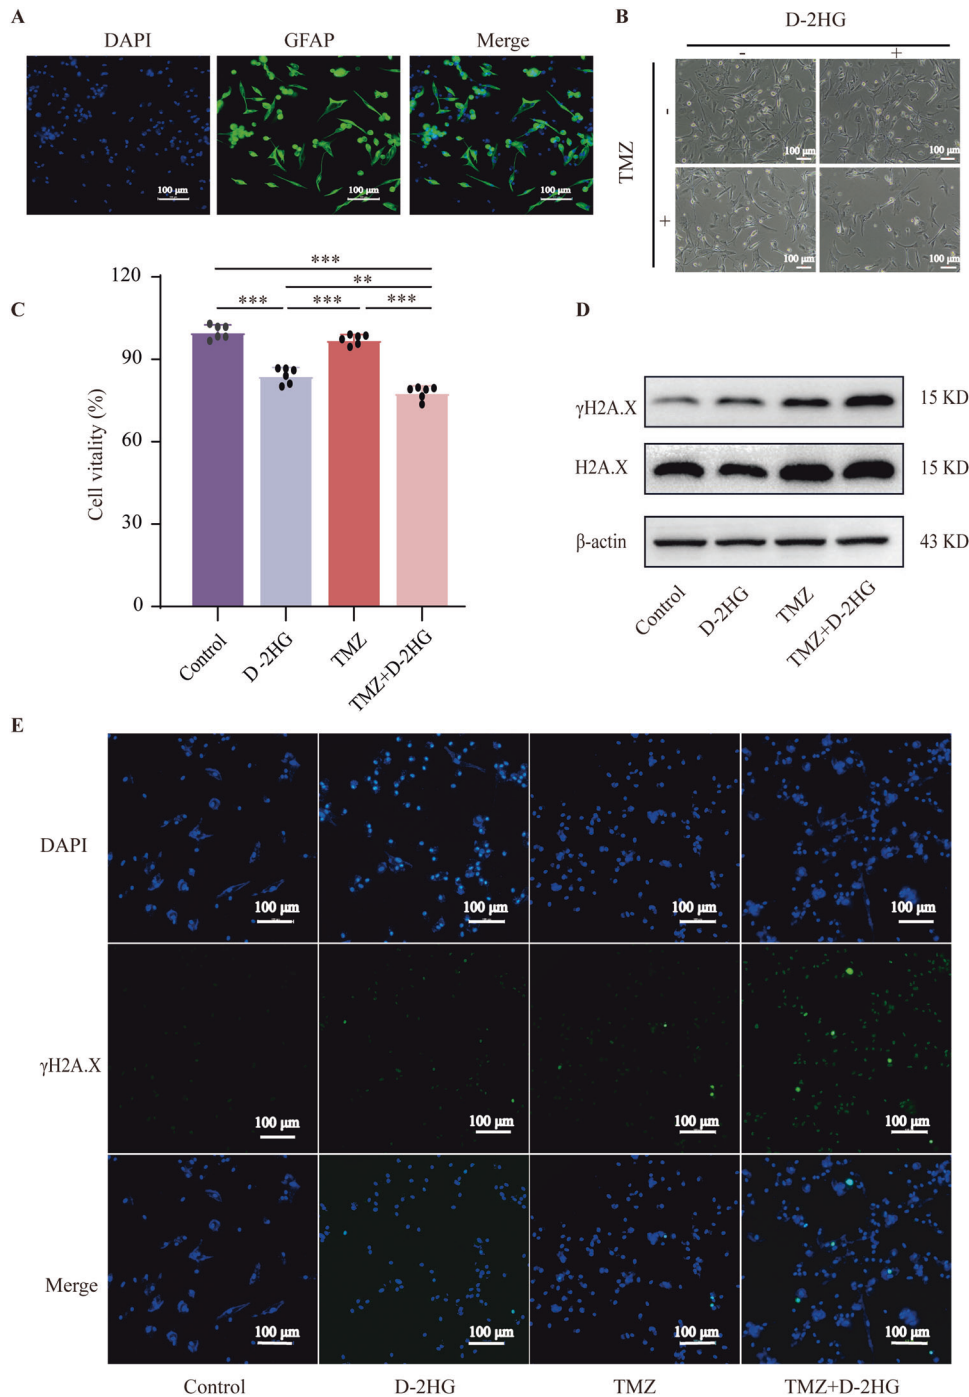 A
DAPI GFAP Merge
100 μm 100 μm 100 μm
B
D-2HG
- +
TMZ
-
+
100 μm 100 μm
100 μm 100 μm
C
Cell vitality (%)
120
90
60
30
0
***
**
*** *** ***
Control D-2HG TMZ TMZ+D-2HG
D
γH2A.X 15 KD
H2A.X 15 KD
β-actin 43 KD
Control D-2HG TMZ TMZ+D-2HG
E
DAPI
100 μm 100 μm 100 μm 100 μm
γH2A.X
100 μm 100 μm 100 μm 100 μm
Merge
100 μm 100 μm 100 μm 100 μm
Control D-2HG TMZ TMZ+D-2HG